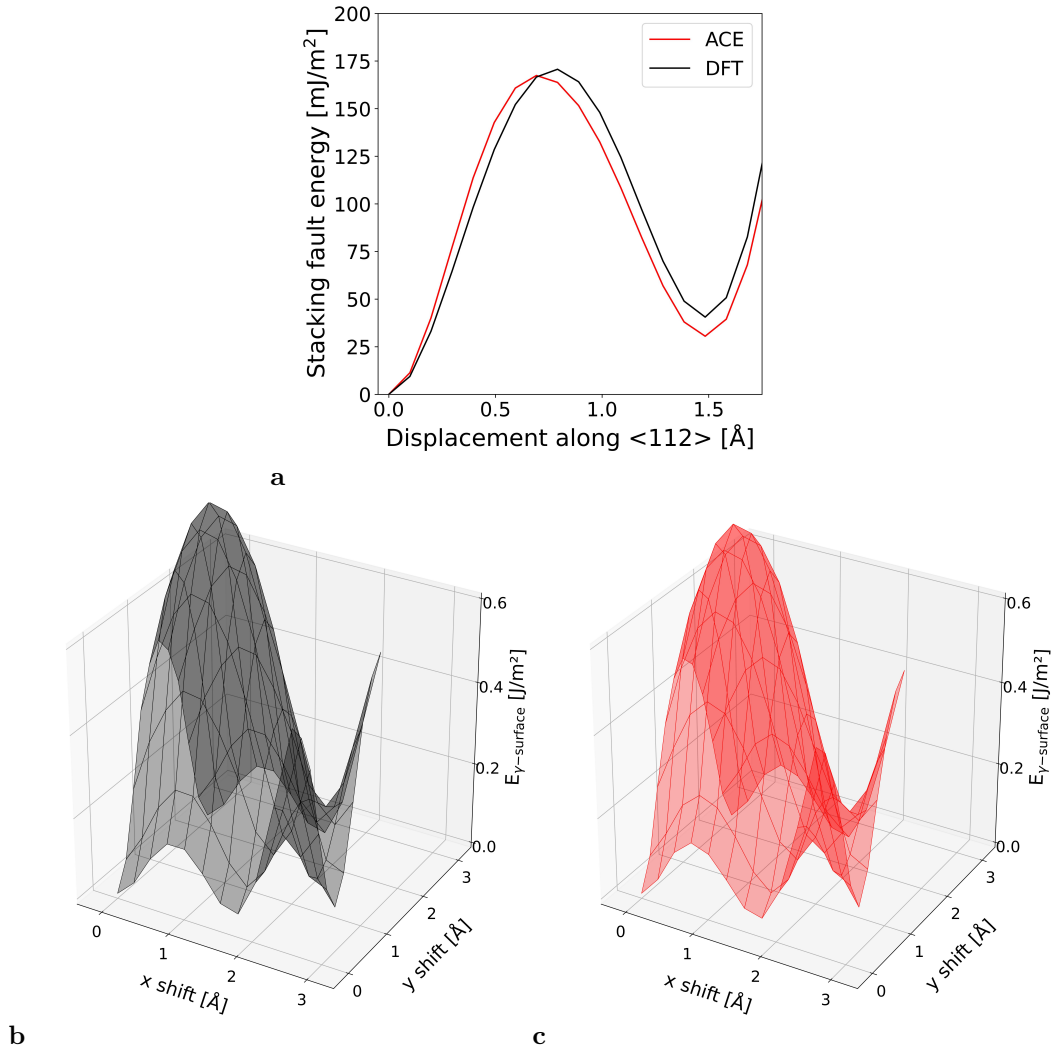 200
175
150
125
100
75
50
25
0
Stacking fault energy [mJ/m²]
ACE
DFT
0.0 0.5 1.0 1.5
Displacement along <112> [Å]
a
0.6
0.4
0.2
0.0
E_γ−surface [J/m²]
0 1 2 3
x shift [Å]
0 1 2 3
y shift [Å]
b
0.6
0.4
0.2
0.0
E_γ−surface [J/m²]
0 1 2 3
x shift [Å]
0 1 2 3
y shift [Å]
c